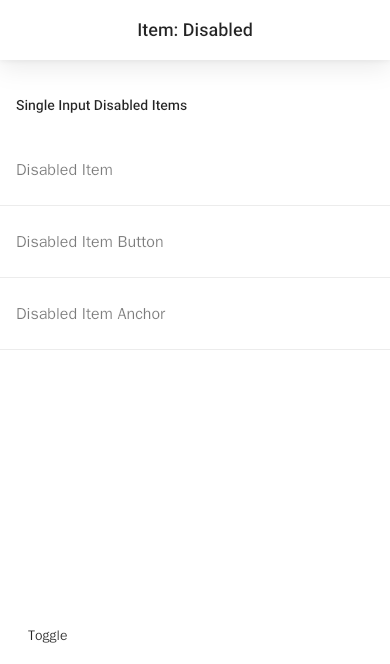 Item: Disabled
Single Input Disabled Items
Disabled Item
Disabled Item Button
Disabled Item Anchor
Toggle